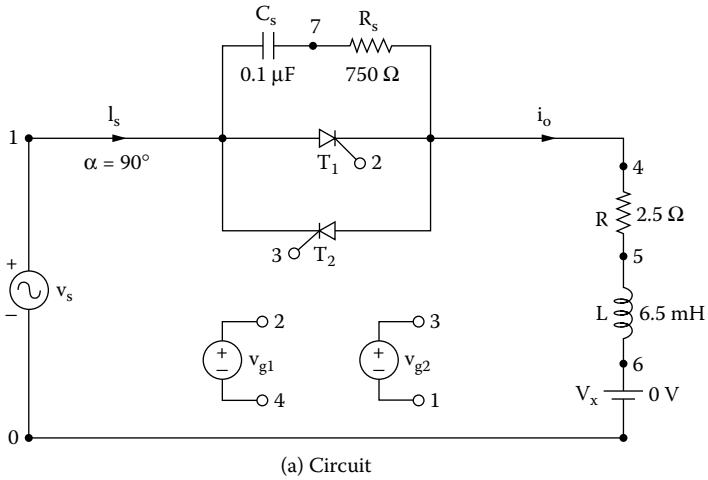 C_s
7
R_s
0.1 μF
750 Ω
1
I_s
i_o
α = 90°
T_1
2
4
R
2.5 Ω
3
T_2
5
+
v_s
−
L
6.5 mH
2
3
+
−
v_g1
+
−
v_g2
6
4
1
V_x
0 V
0
(a) Circuit